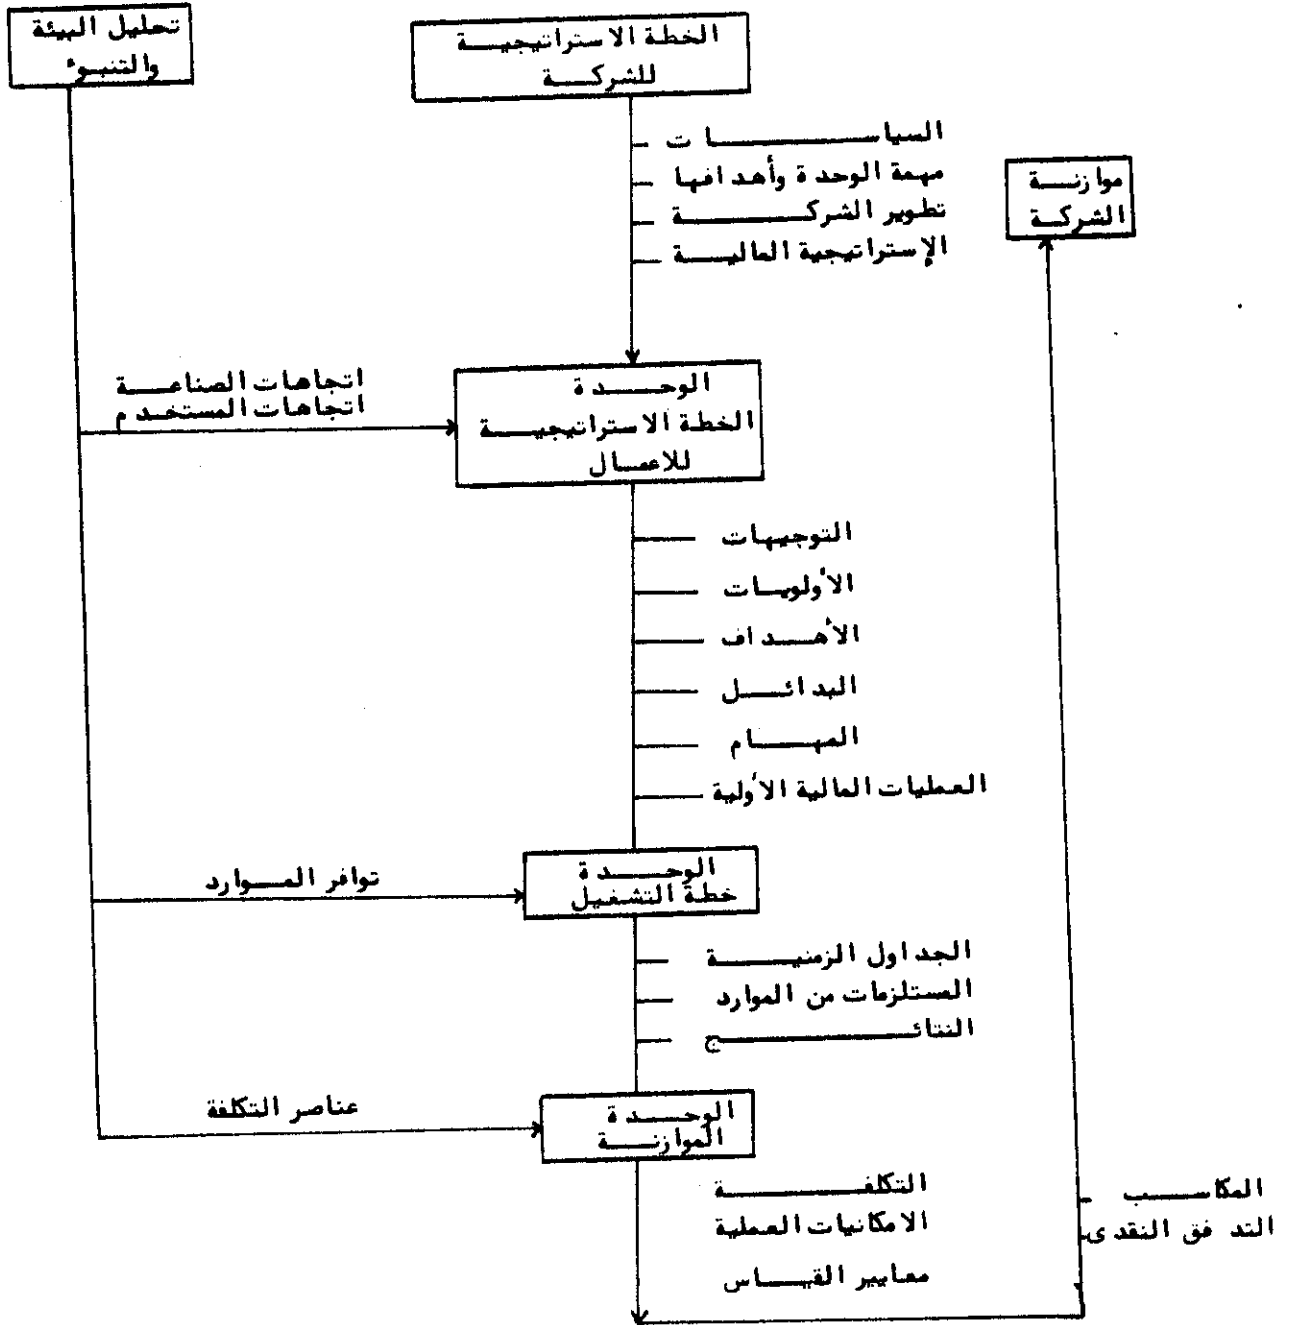 تحليل البيئة
والتنبوء
الخطة الاستراتيجية
للشركة
السياسات
مهمة الوحدة وأهدافها
تطوير الشركة
الإستراتيجية المالية
موازنة
الشركة
اتجاهات الصناعة
اتجاهات المستخدم
الوحدة
الخطة الاستراتيجية
للاعمال
التوجيهات
الأولويات
الأهداف
البدائل
المهام
العمليات المالية الأولية
توافر الموارد
الوحدة
خطة التشغيل
الجداول الزمنية
المستلزمات من الموارد
النتائج
عناصر التكلفة
الوحدة
الموازنة
التكلفة
الامكانيات العملية
معايير القياس
المكاسب
التدفق النقدى